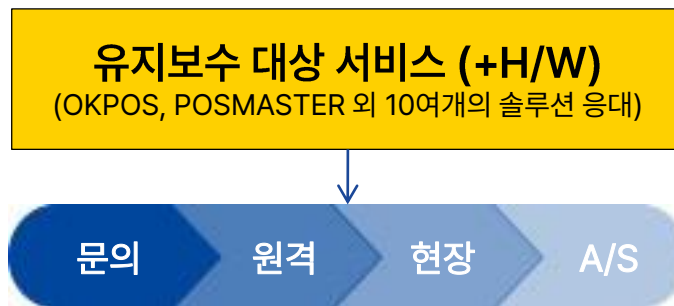 유지보수 대상 서비스 (+H/W)
(OKPOS, POSMASTER 외 10여개의 솔루션 응대)
문의 원격 현장 A/S